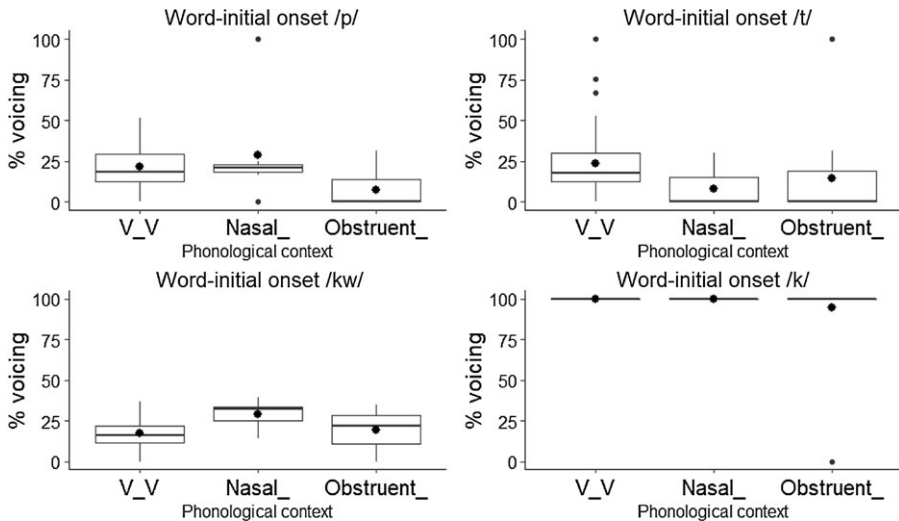 Word-initial onset /p/
% voicing
100
75
50
25
0
V_V Nasal_ Obstruent_
Phonological context
Word-initial onset /t/
% voicing
100
75
50
25
0
V_V Nasal_ Obstruent_
Phonological context
Word-initial onset /kw/
% voicing
100
75
50
25
0
V_V Nasal_ Obstruent_
Phonological context
Word-initial onset /k/
% voicing
100
75
50
25
0
V_V Nasal_ Obstruent_
Phonological context